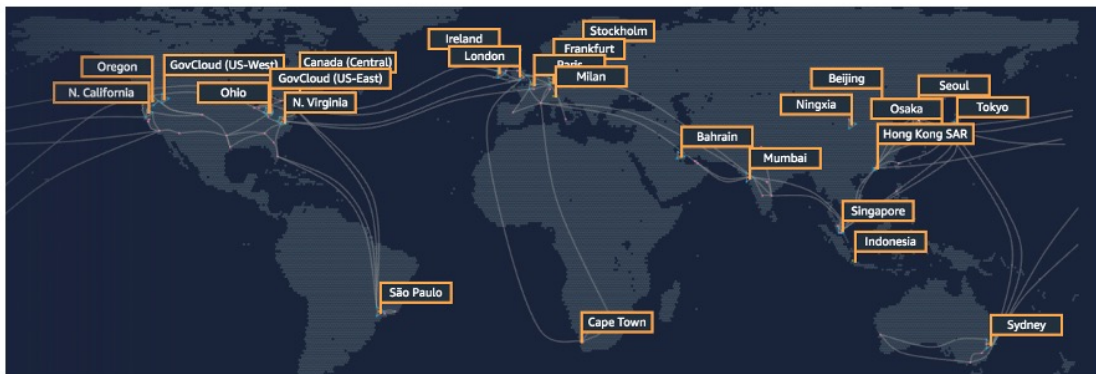 Stockholm
Ireland
Frankfurt
London
Paris
Milan
Canada (Central)
GovCloud (US-West)
Oregon
GovCloud (US-East)
N. California
Ohio
N. Virginia
Beijing
Seoul
Ningxia
Osaka
Tokyo
Hong Kong SAR
Bahrain
Mumbai
Singapore
Indonesia
São Paulo
Cape Town
Sydney